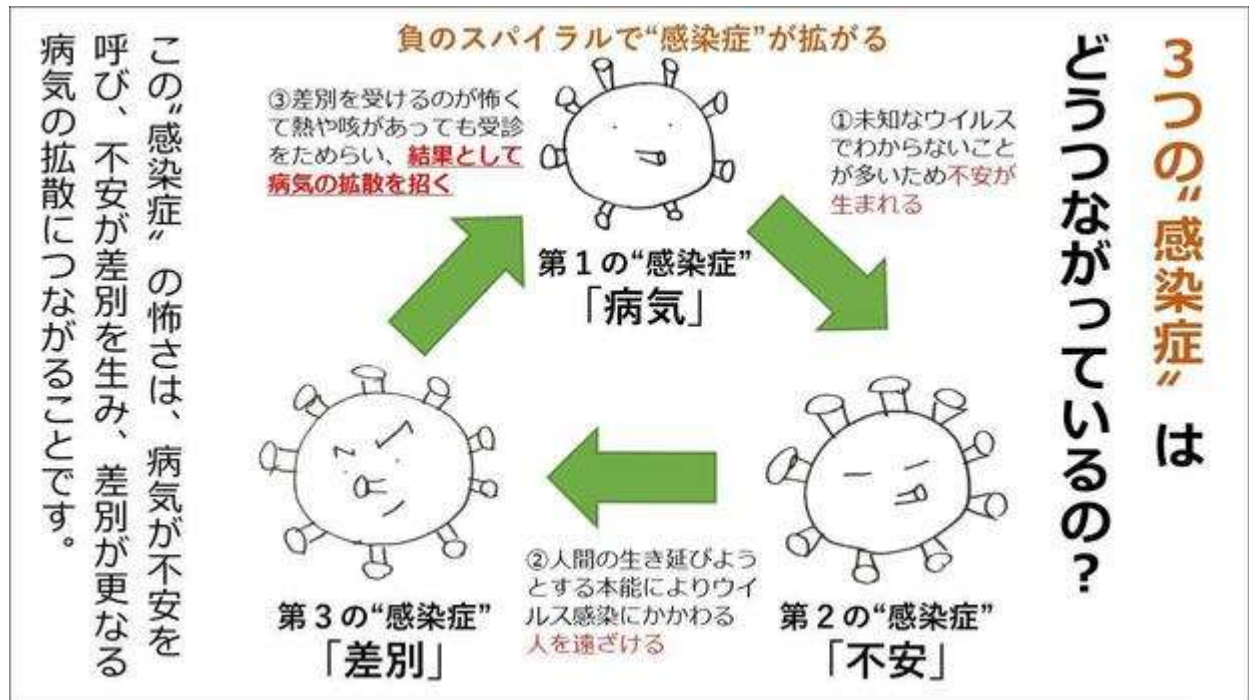 3つの“感染症”は
どうつながっているの?
負のスパイラルで“感染症”が拡がる
①未知なウイルス
でわからないこと
が多いため不安が
生まれる
③差別を受けるのが怖く
て熱や咳があっても受診
をためらい、結果として
病気の拡散を招く
第1の“感染症”
「病気」
第2の“感染症”
「不安」
②人間の生き延びよう
とする本能によりウイ
ルス感染にかかわる
人を遠ざける
第3の“感染症”
「差別」
この“感染症”の怖さは、病気が不安を
呼び、不安が差別を生み、差別が更なる
病気の拡散につながることです。